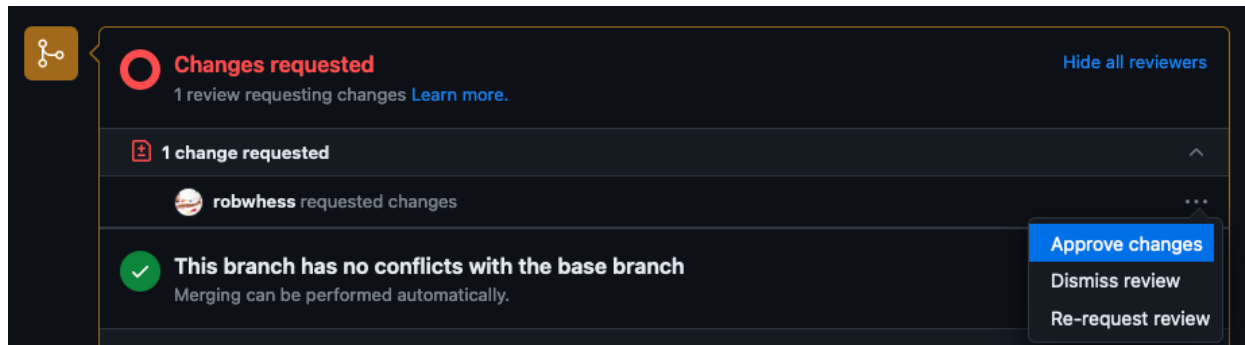 Changes requested
Hide all reviewers
1 review requesting changes Learn more.
1 change requested
robwhess requested changes
Approve changes
This branch has no conflicts with the base branch
Dismiss review
Merging can be performed automatically.
Re-request review